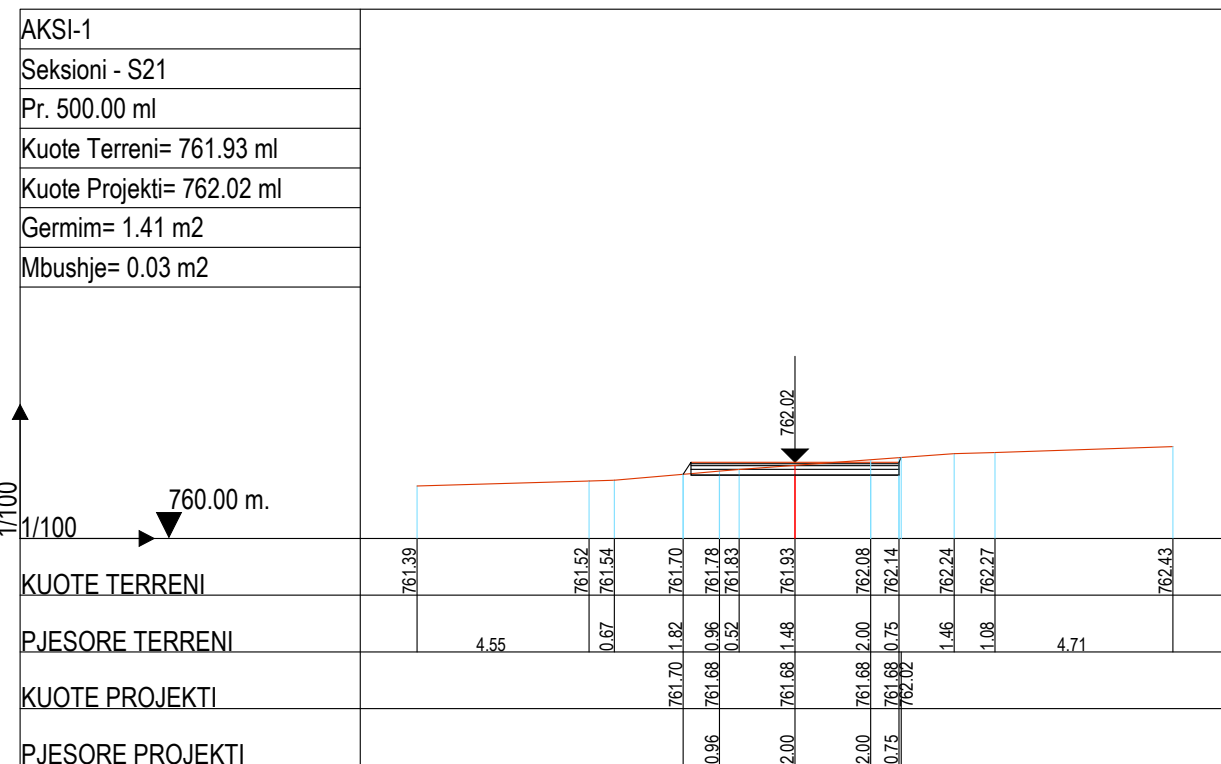 AKSI-1
Seksioni - S21
Pr. 500.00 ml
Kuote Terreni= 761.93 ml
Kuote Projekti= 762.02 ml
Germim= 1.41 m2
Mbushje= 0.03 m2
762.02
1/100
760.00 m.
1/100
KUOTE TERRENI 761.39 761.52 761.54 761.70 761.78 761.83 761.93 762.08 762.14 762.24 762.27 762.43
PJESORE TERRENI 4.55 0.67 1.82 0.96 0.52 1.48 2.00 0.75 1.46 1.08 4.71
KUOTE PROJEKTI 761.70 761.68 761.68 761.68 761.68 762.02
PJESORE PROJEKTI 0.96 2.00 2.00 0.75